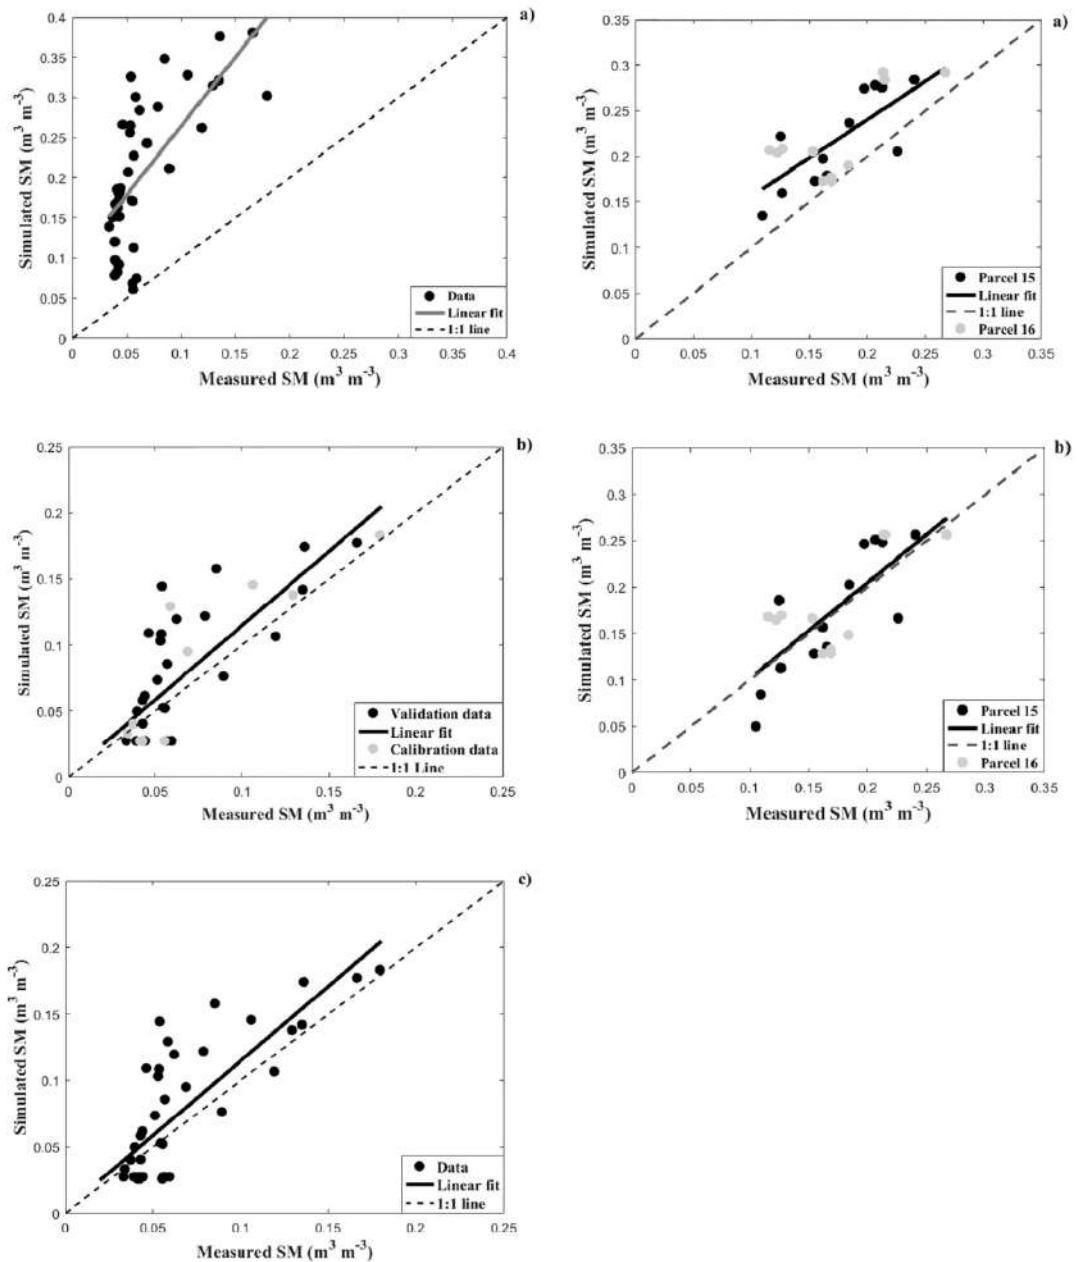 a)
Simulated SM (m³ m⁻³)
0.4
0.35
0.3
0.25
0.2
0.15
0.1
0.05
0
Data
Linear fit
1:1 line
0 0.05 0.1 0.15 0.2 0.25 0.3 0.35 0.4
Measured SM (m³ m⁻³)
a)
Simulated SM (m³ m⁻³)
0.35
0.3
0.25
0.2
0.15
0.1
0.05
0
Parcel 15
Linear fit
1:1 line
Parcel 16
0 0.05 0.1 0.15 0.2 0.25 0.3 0.35
Measured SM (m³ m⁻³)
b)
Simulated SM (m³ m⁻³)
0.25
0.2
0.15
0.1
0.05
0
Validation data
Linear fit
Calibration data
1:1 Line
0 0.05 0.1 0.15 0.2 0.25
Measured SM (m³ m⁻³)
b)
Simulated SM (m³ m⁻³)
0.35
0.3
0.25
0.2
0.15
0.1
0.05
0
Parcel 15
Linear fit
1:1 line
Parcel 16
0 0.05 0.1 0.15 0.2 0.25 0.3 0.35
Measured SM (m³ m⁻³)
c)
Simulated SM (m³ m⁻³)
0.25
0.2
0.15
0.1
0.05
0
Data
Linear fit
1:1 line
0 0.05 0.1 0.15 0.2 0.25
Measured SM (m³ m⁻³)